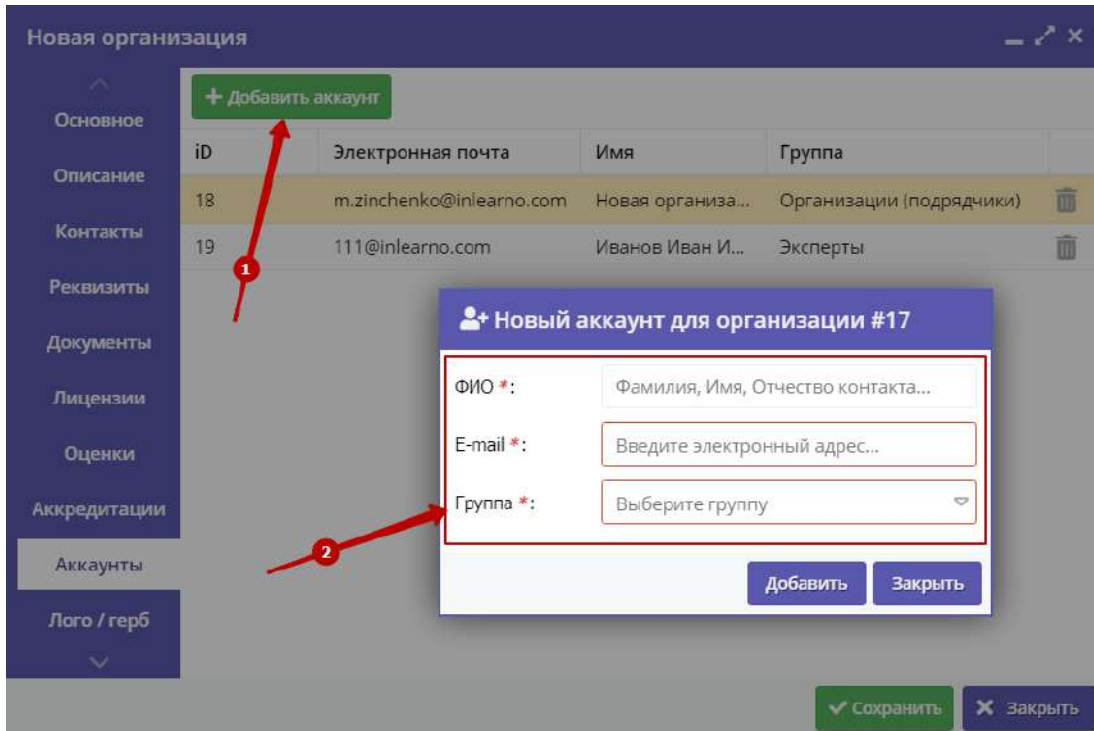 Новая организация
Основное
Описание
Контакты
Реквизиты
Документы
Лицензии
Оценки
Аккредитации
Аккаунты
Лого / герб
+ Добавить аккаунт
iD Электронная почта Имя Группа
18 m.zinchenko@inlearno.com Новая организа... Организации (подрядчики)
19 111@inlearno.com Иванов Иван И... Эксперты
1
Новый аккаунт для организации #17
ФИО *: Фамилия, Имя, Отчество контакта...
E-mail *: Введите электронный адрес...
Группа *: Выберите группу
2
Добавить Закрыть
Сохранить Закрыть